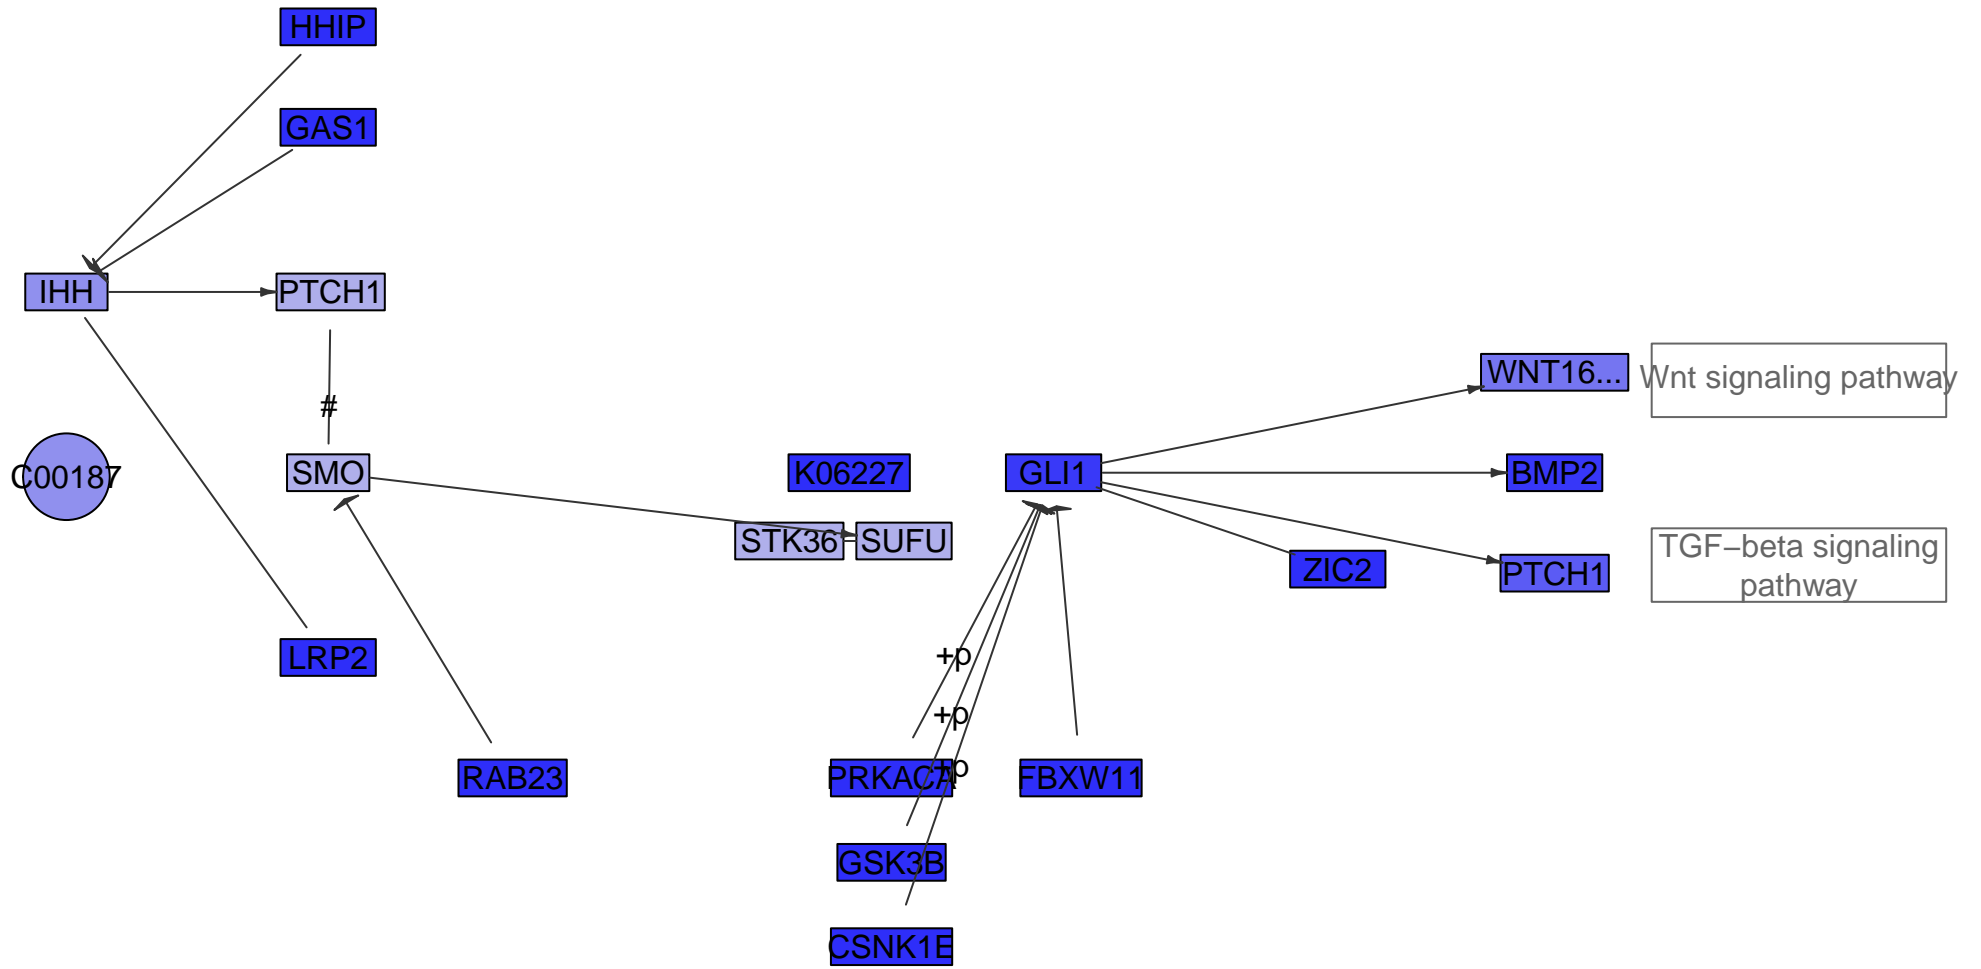 HHIP
GAS1
IHH
PTCH1
WNT16...
Wnt signaling pathway
#
C00187
SMO
K06227
GLI1
BMP2
STK36
SUFU
ZIC2
PTCH1
TGF−beta signaling
pathway
LRP2
+p
+p
+p
RAB23
PRKACA
FBXW11
GSK3B
CSNK1E